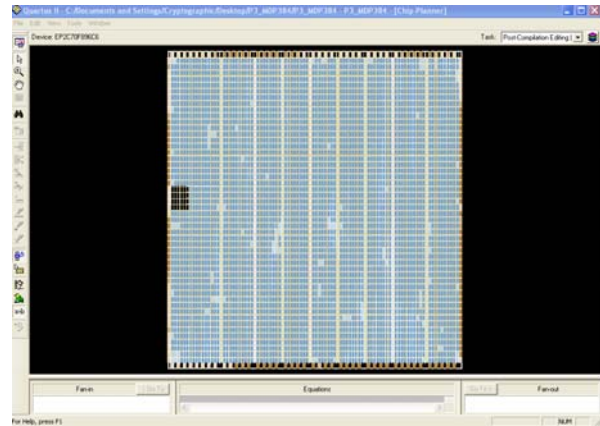 Quartus II - C:/Documents and Settings/Cryptographic/Desktop/P3_MDP384/P3_MDP384 - P3_MDP384 - [Chip Planner]
File Edit View Tools Window
Device: EP2C70F896C6
Task: Post Compilation Editing (
Fan-in
Equations
Fan-out
For Help, press F1
NUM